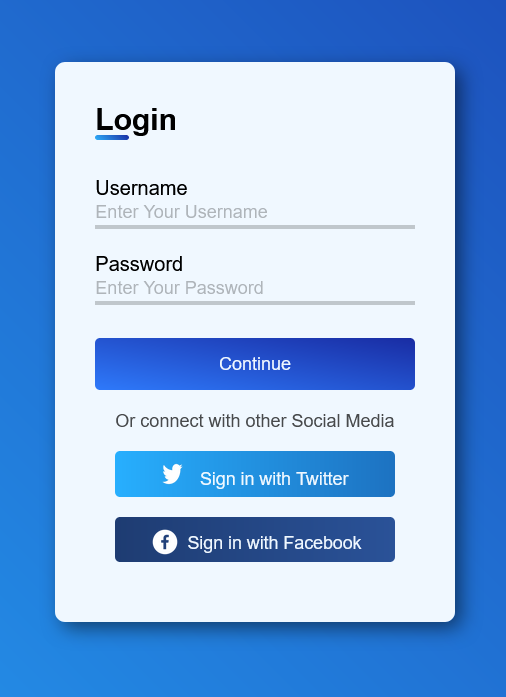 Login
Username
Enter Your Username
Password
Enter Your Password
Continue
Or connect with other Social Media
Sign in with Twitter
Sign in with Facebook